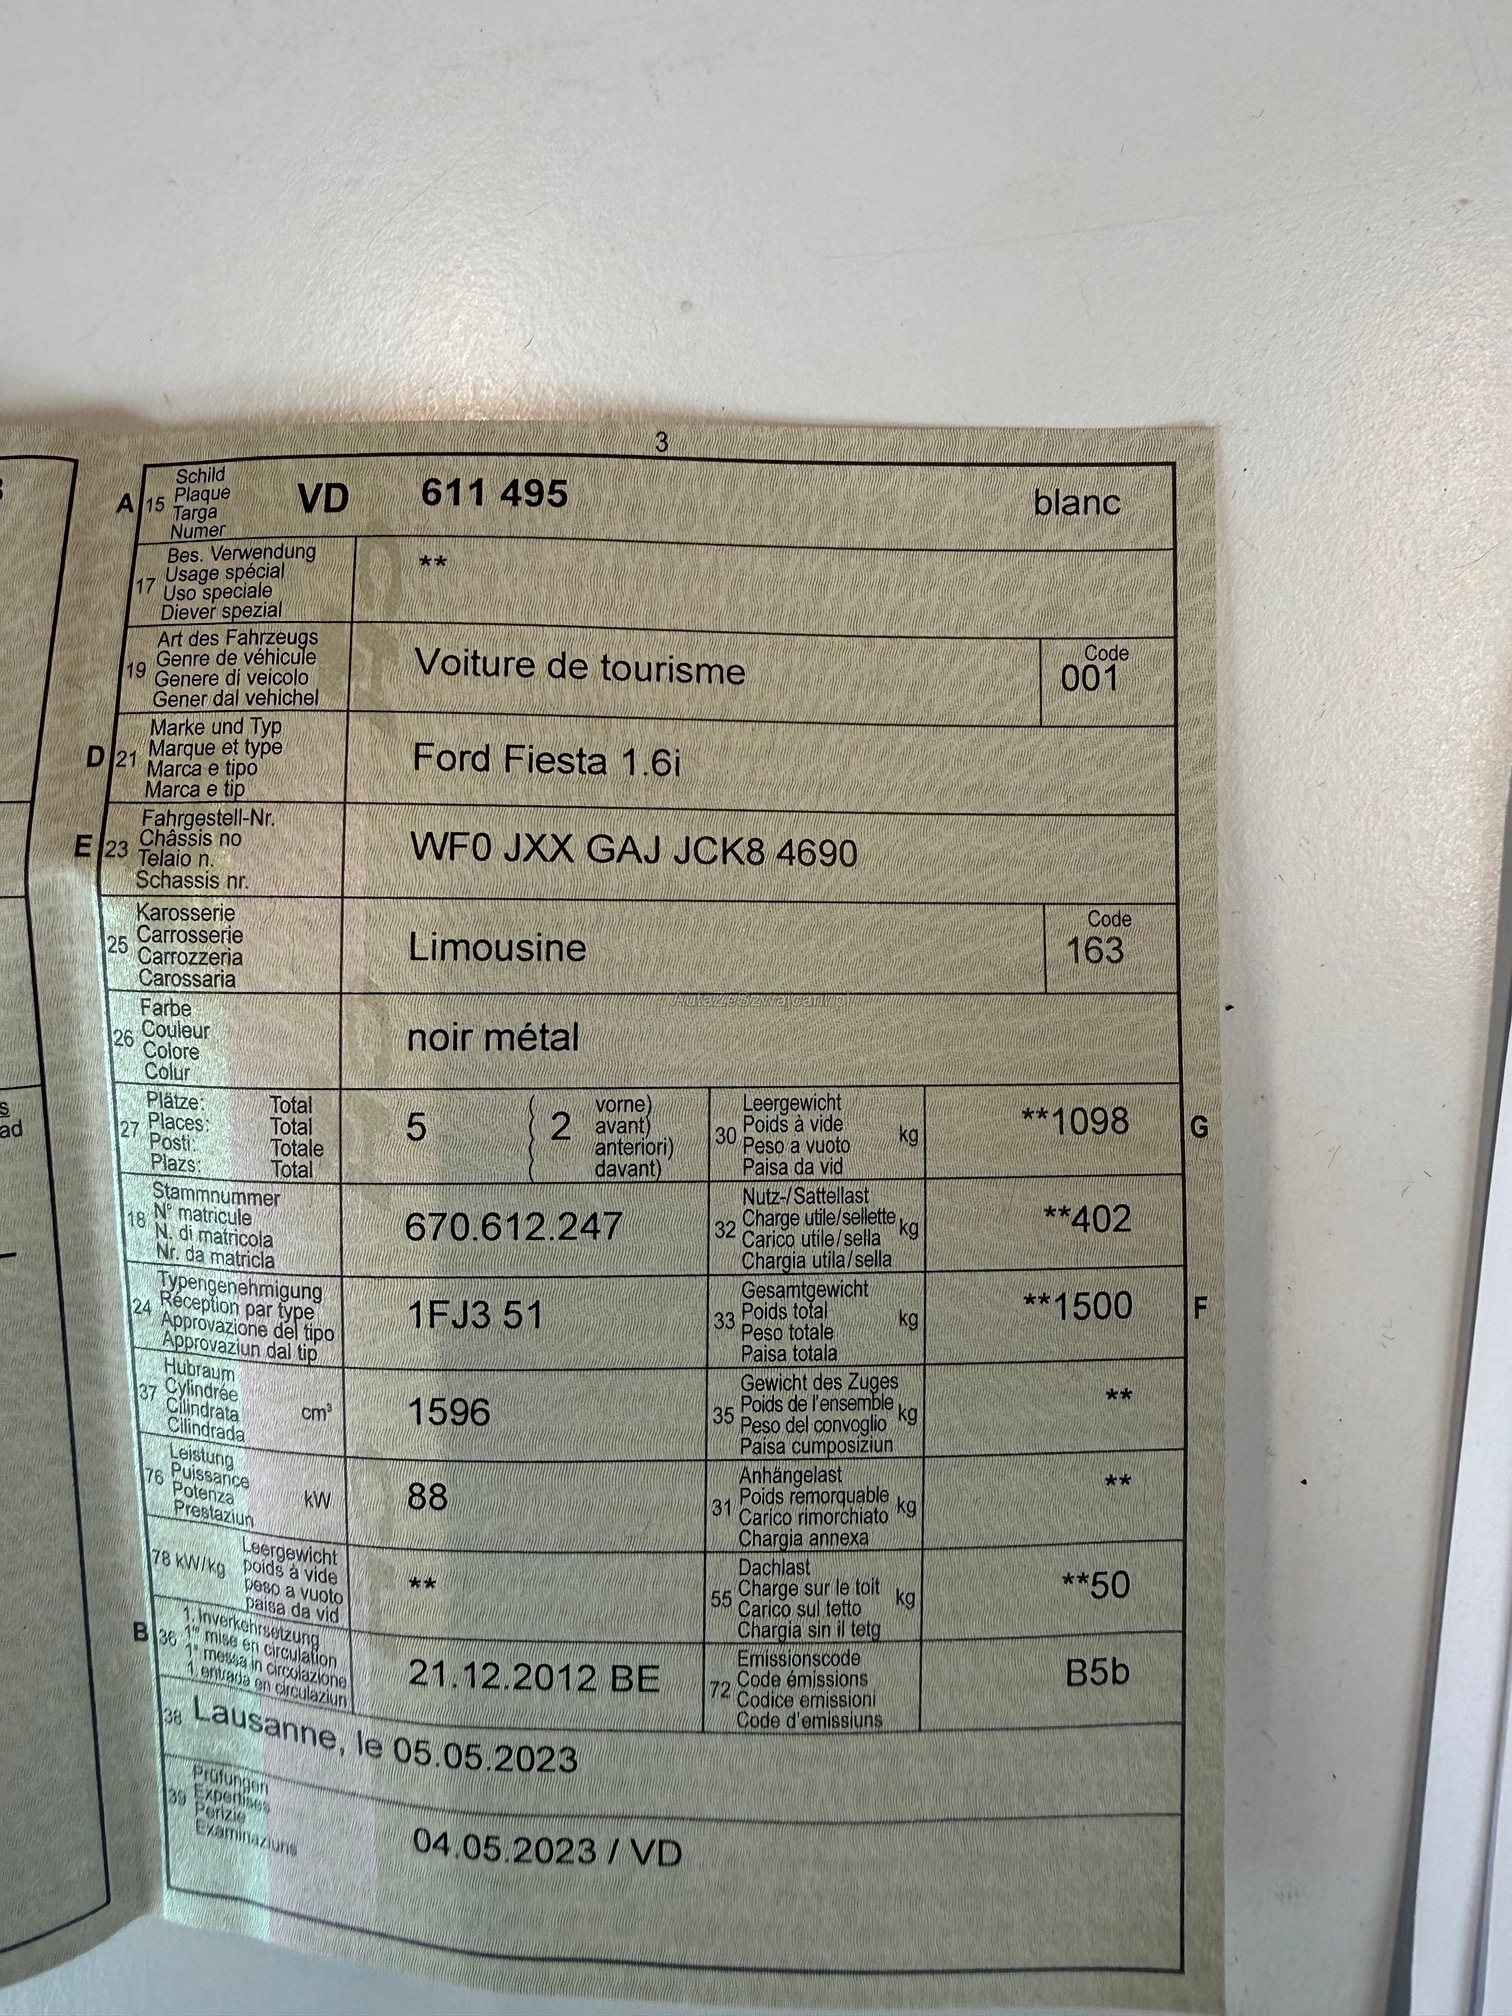 3
A 15 Schild
Plaque
Targa
Numer
VD 611 495 blanc
17 Bes. Verwendung
Usage spécial
Uso speciale
Diever spezial
**
19 Art des Fahrzeugs
Genre de véhicule
Genere di veicolo
Gener dal vehichel
Voiture de tourisme
Code
001
D 21 Marke und Typ
Marque et type
Marca e tipo
Marca e tip
Ford Fiesta 1.6i
E 23 Fahrgestell-Nr.
Châssis no
Telaio n.
Schassis nr.
WF0 JXX GAJ JCK8 4690
25 Karosserie
Carrosserie
Carrozzeria
Carossaria
Limousine
Code
163
AutaZeSzwajcarii.pl
26 Farbe
Couleur
Colore
Colur
noir métal
27 Plätze: Total
Places: Total
Posti: Totale
Plazs: Total
5 ( 2 vorne)
avant)
anteriori)
davant)
30 Leergewicht
Poids à vide
Peso a vuoto
Paisa da vid
kg
**1098 G
18 Stammnummer
N° matricule
N. di matricola
Nr. da matricla
670.612.247
32 Nutz-/Sattellast
Charge utile/sellette
Carico utile/sella
Chargia utila/sella
kg
**402
24 Typengenehmigung
Réception par type
Approvazione del tipo
Approvaziun dal tip
1FJ3 51
33 Gesamtgewicht
Poids total
Peso totale
Paisa totala
kg
**1500 F
37 Hubraum
Cylindrée
Cilindrata
Cilindrada
cm³
1596
35 Gewicht des Zuges
Poids de l'ensemble
Peso del convoglio
Paisa cumposiziun
kg
**
76 Leistung
Puissance
Potenza
Prestaziun
kW
88
31 Anhängelast
Poids remorquable
Carico rimorchiato
Chargia annexa
kg
**
78 kW/kg Leergewicht
poids à vide
peso a vuoto
paisa da vid
**
55 Dachlast
Charge sur le toit
Carico sul tetto
Chargia sin il tetg
kg
**50
B 36 1. Inverkehrsetzung
1re mise en circulation
1a messa in circolazione
1. entrada en circulaziun
21.12.2012 BE
72 Emissionscode
Code émissions
Codice emissioni
Code d'emissiuns
B5b
38 Lausanne, le 05.05.2023
39 Prüfungen
Expertises
Perizie
Examinaziuns
04.05.2023 / VD